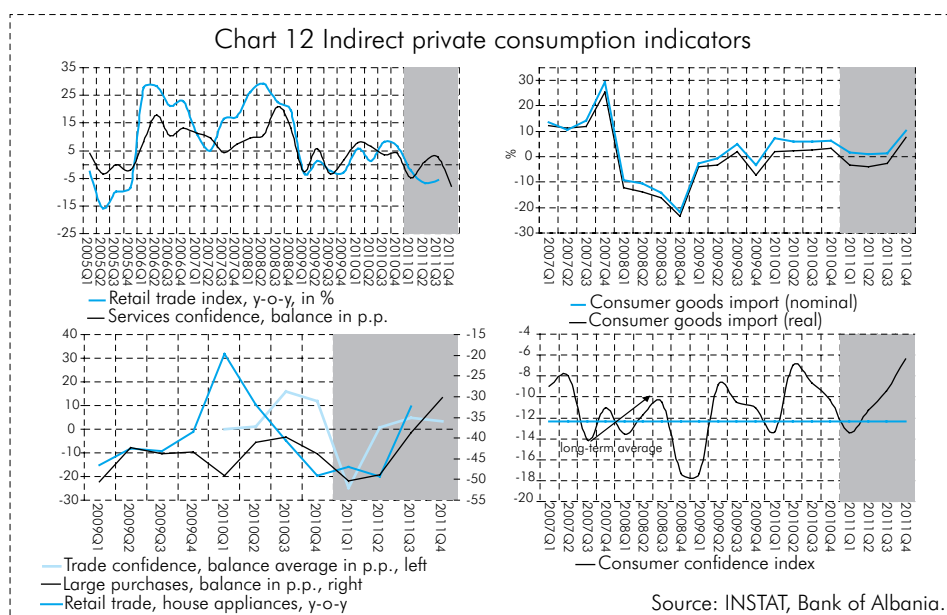 Chart 12 Indirect private consumption indicators
35
25
15
5
-5
-15
-25
2005Q1
2005Q2
2005Q3
2005Q4
2006Q1
2006Q2
2006Q3
2006Q4
2007Q1
2007Q2
2007Q3
2007Q4
2008Q1
2008Q2
2008Q3
2008Q4
2009Q1
2009Q2
2009Q3
2009Q4
2010Q1
2010Q2
2010Q3
2010Q4
2011Q1
2011Q2
2011Q3
2011Q4
Retail trade index, y-o-y, in %
Services confidence, balance in p.p.
%
30
20
10
0
-10
-20
-30
2007Q1
2007Q2
2007Q3
2007Q4
2008Q1
2008Q2
2008Q3
2008Q4
2009Q1
2009Q2
2009Q3
2009Q4
2010Q1
2010Q2
2010Q3
2010Q4
2011Q1
2011Q2
2011Q3
2011Q4
Consumer goods import (nominal)
Consumer goods import (real)
40
30
20
10
0
-10
-20
-30
-15
-20
-25
-30
-35
-40
-45
-50
-55
2009Q1
2009Q2
2009Q3
2009Q4
2010Q1
2010Q2
2010Q3
2010Q4
2011Q1
2011Q2
2011Q3
2011Q4
Trade confidence, balance average in p.p., left
Large purchases, balance in p.p., right
Retail trade, house appliances, y-o-y
-4
-6
-8
-10
-12
-14
-16
-18
-20
long-term average
2007Q1
2007Q2
2007Q3
2007Q4
2008Q1
2008Q2
2008Q3
2008Q4
2009Q1
2009Q2
2009Q3
2009Q4
2010Q1
2010Q2
2010Q3
2010Q4
2011Q1
2011Q2
2011Q3
2011Q4
Consumer confidence index
Source: INSTAT, Bank of Albania.